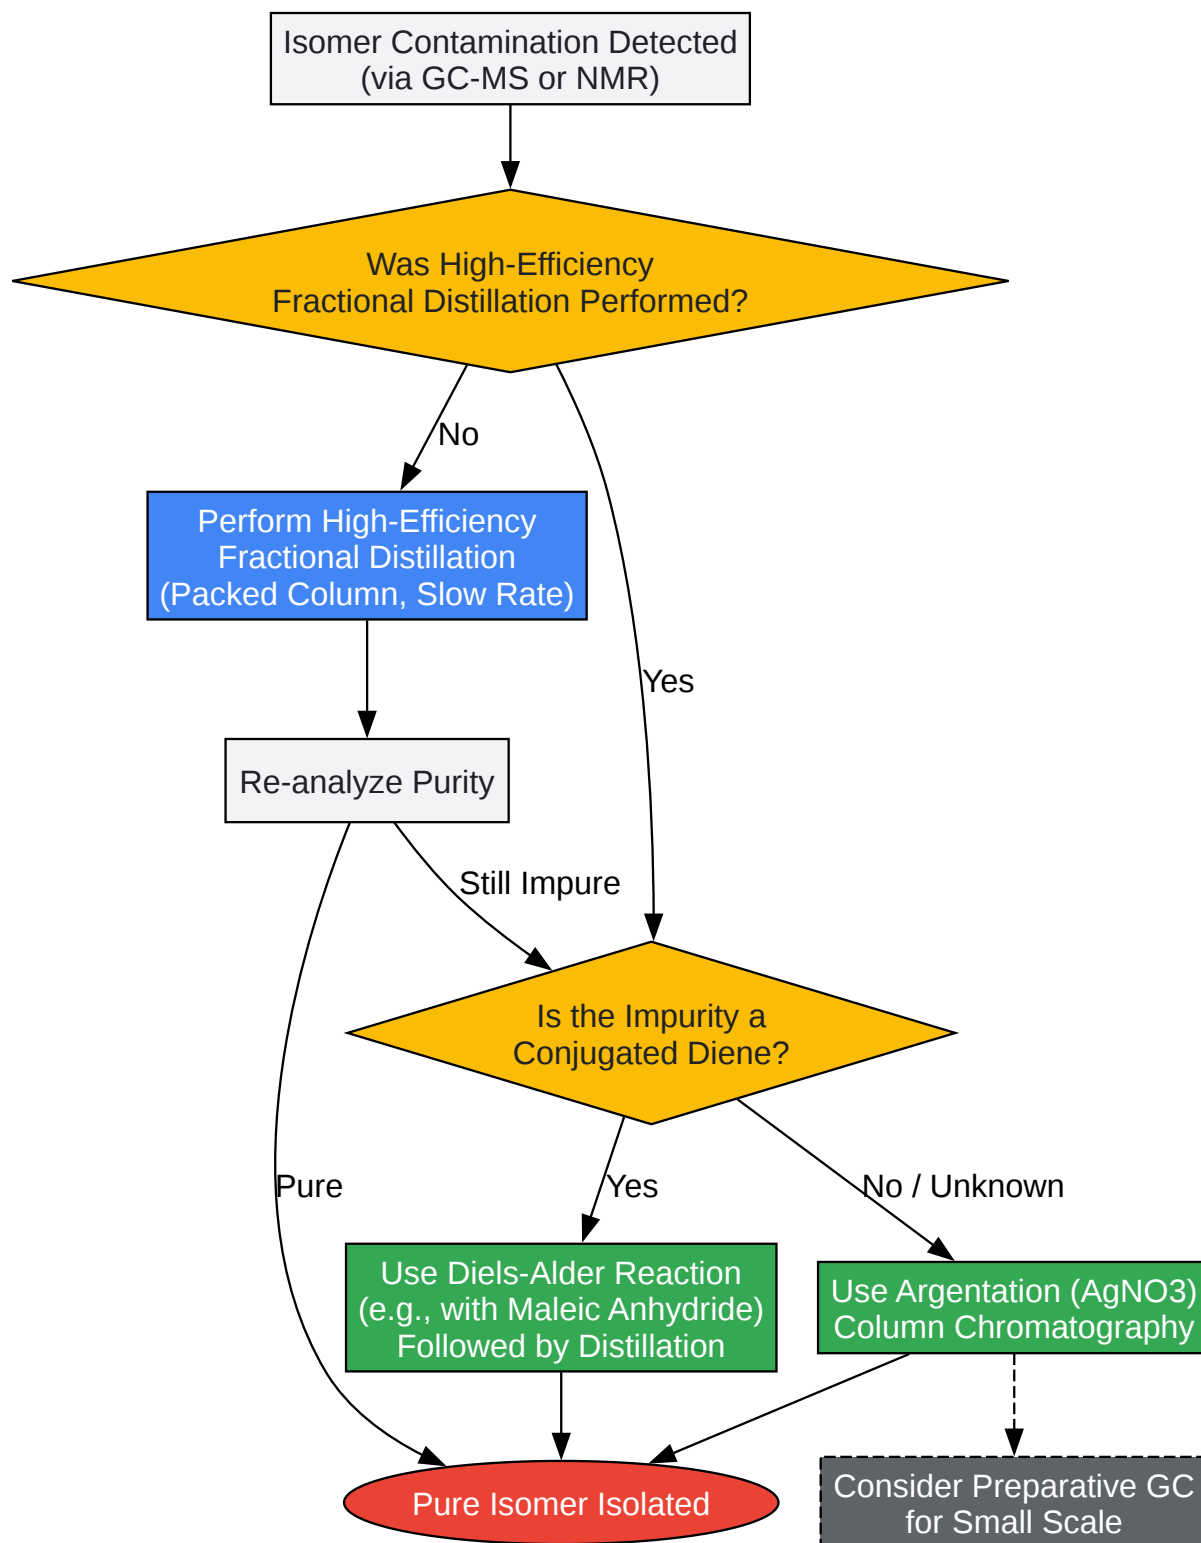 Isomer Contamination Detected
(via GC-MS or NMR)
Was High-Efficiency
Fractional Distillation Performed?
No
Perform High-Efficiency
Fractional Distillation
(Packed Column, Slow Rate)
Yes
Re-analyze Purity
Still Impure
Is the Impurity a
Conjugated Diene?
Pure
Yes
No / Unknown
Use Diels-Alder Reaction
(e.g., with Maleic Anhydride)
Followed by Distillation
Use Argentation (AgNO3)
Column Chromatography
Pure Isomer Isolated
Consider Preparative GC
for Small Scale